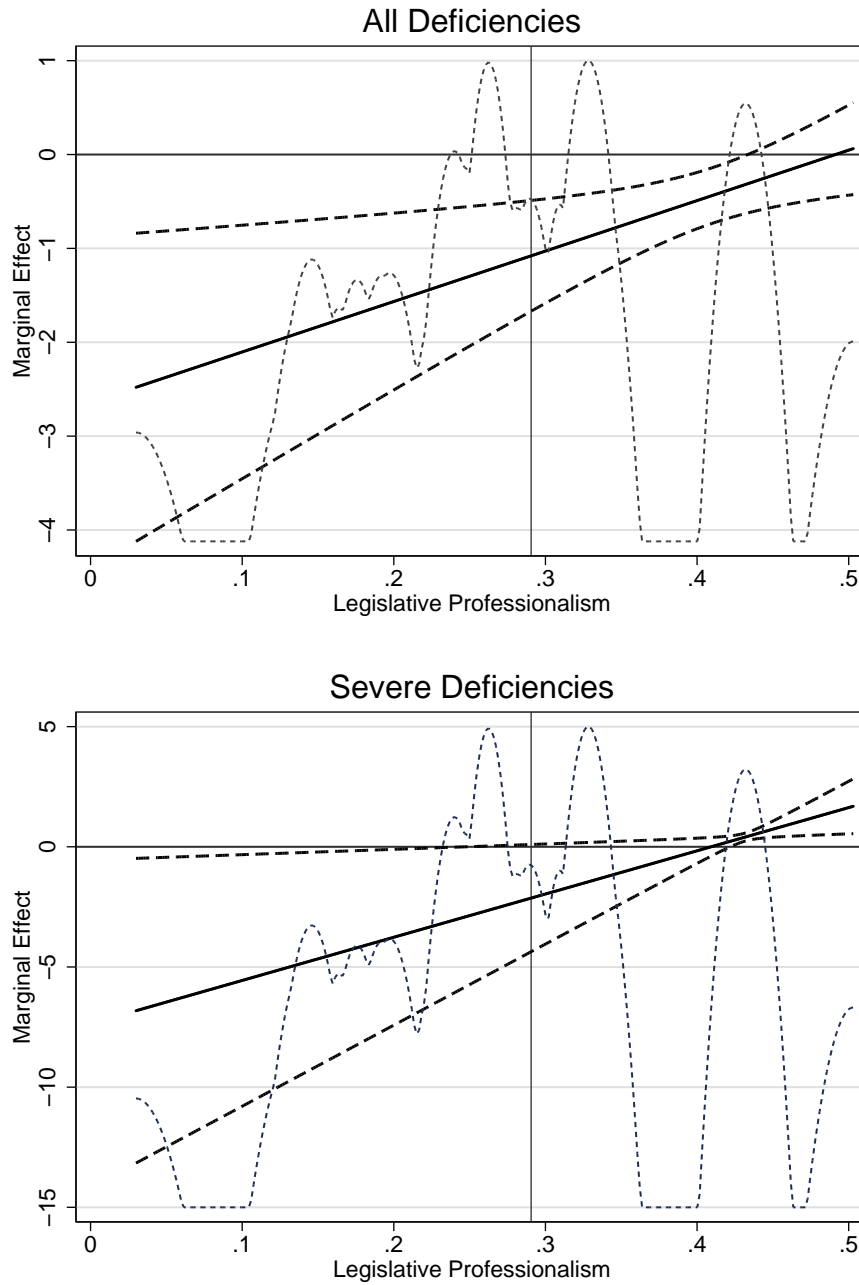 All Deficiencies
1
0
−1
−2
−3
−4
Marginal Effect
0 .1 .2 .3 .4 .5
Legislative Professionalism
Severe Deficiencies
5
0
−5
−10
−15
Marginal Effect
0 .1 .2 .3 .4 .5
Legislative Professionalism